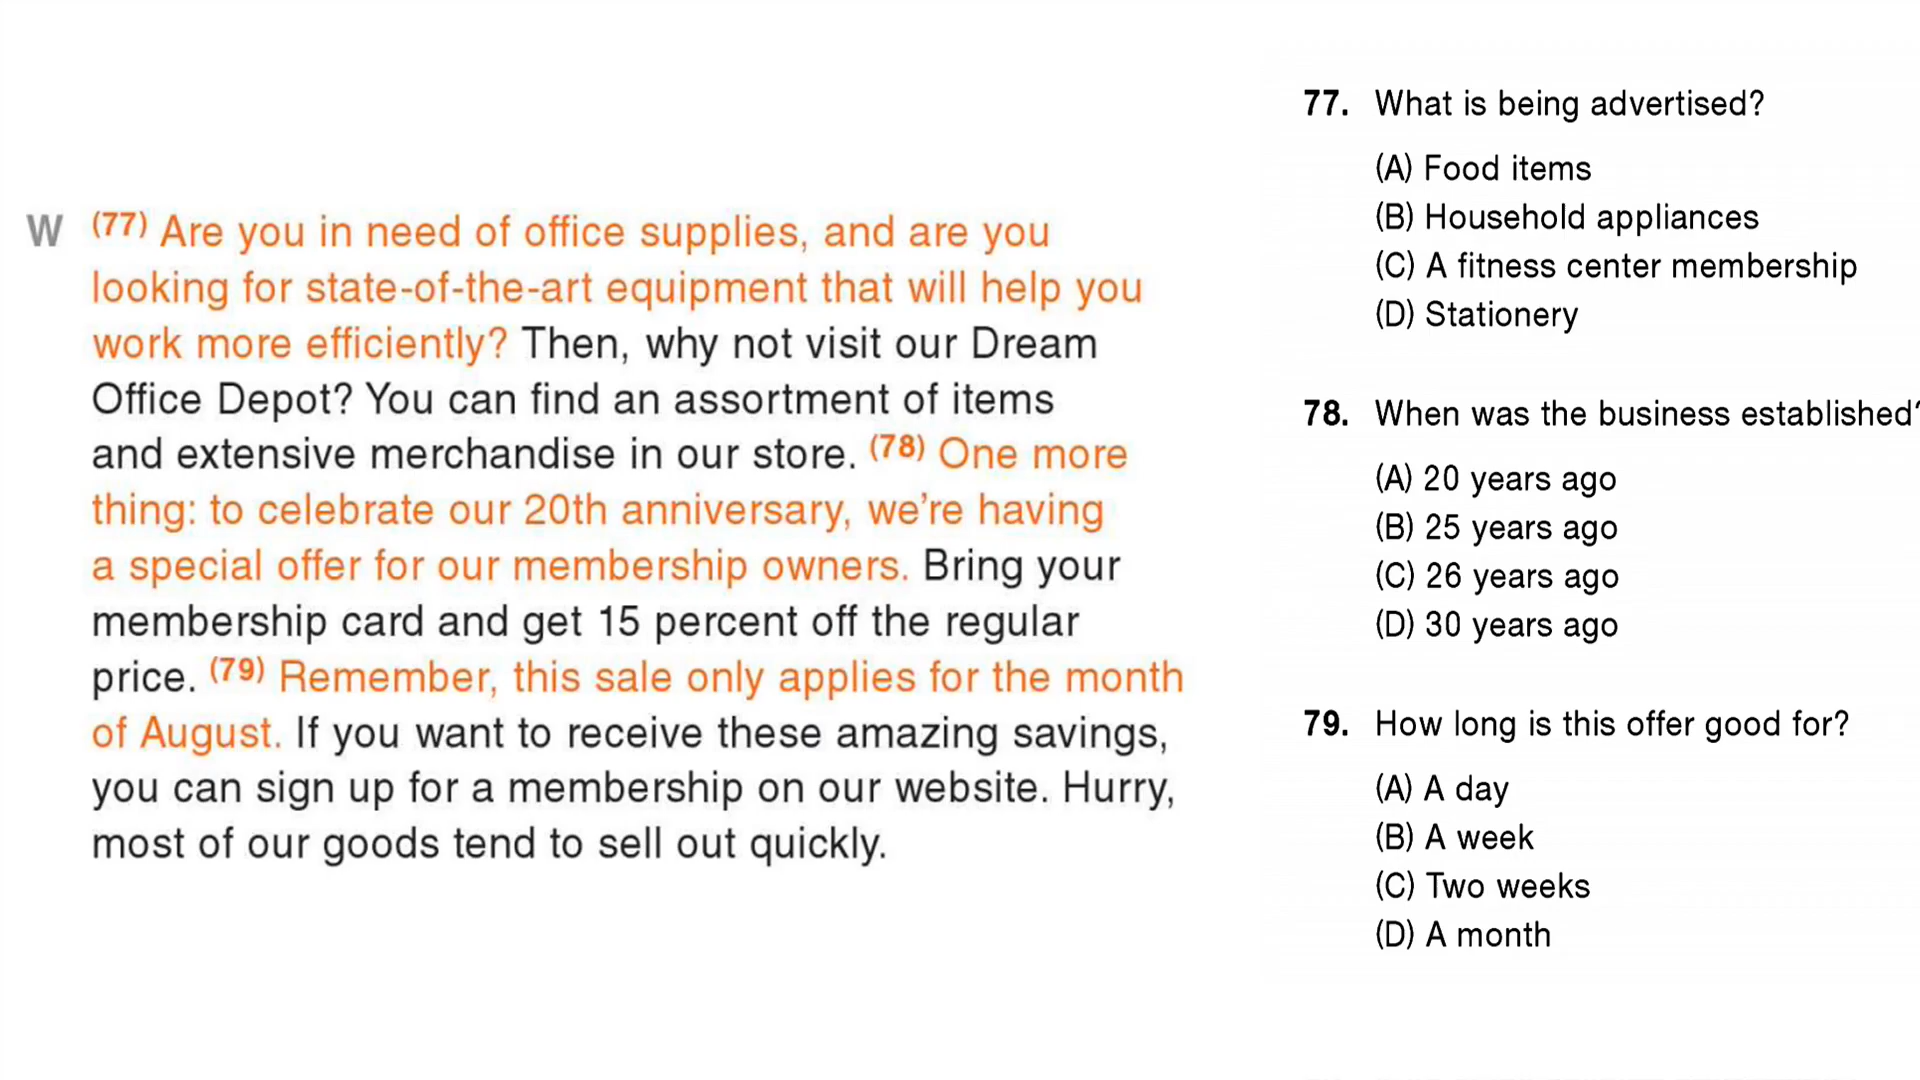 W (77) Are you in need of office supplies, and are you
looking for state-of-the-art equipment that will help you
work more efficiently? Then, why not visit our Dream
Office Depot? You can find an assortment of items
and extensive merchandise in our store. (78) One more
thing: to celebrate our 20th anniversary, we’re having
a special offer for our membership owners. Bring your
membership card and get 15 percent off the regular
price. (79) Remember, this sale only applies for the month
of August. If you want to receive these amazing savings,
you can sign up for a membership on our website. Hurry,
most of our goods tend to sell out quickly.
77. What is being advertised?
(A) Food items
(B) Household appliances
(C) A fitness center membership
(D) Stationery
78. When was the business established?
(A) 20 years ago
(B) 25 years ago
(C) 26 years ago
(D) 30 years ago
79. How long is this offer good for?
(A) A day
(B) A week
(C) Two weeks
(D) A month